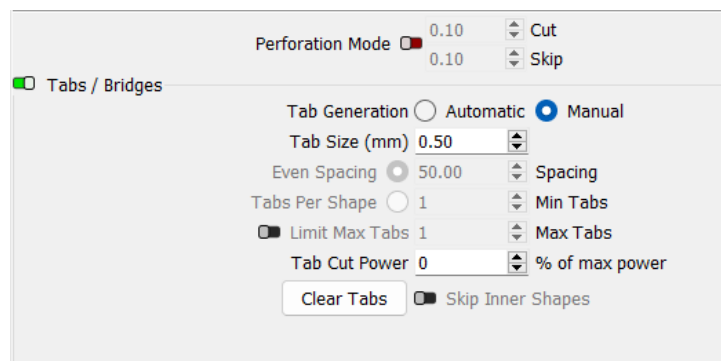 Perforation Mode 0.10 Cut
0.10 Skip
Tabs / Bridges
Tab Generation Automatic Manual
Tab Size (mm) 0.50
Even Spacing 50.00 Spacing
Tabs Per Shape 1 Min Tabs
Limit Max Tabs 1 Max Tabs
Tab Cut Power 0 % of max power
Clear Tabs Skip Inner Shapes